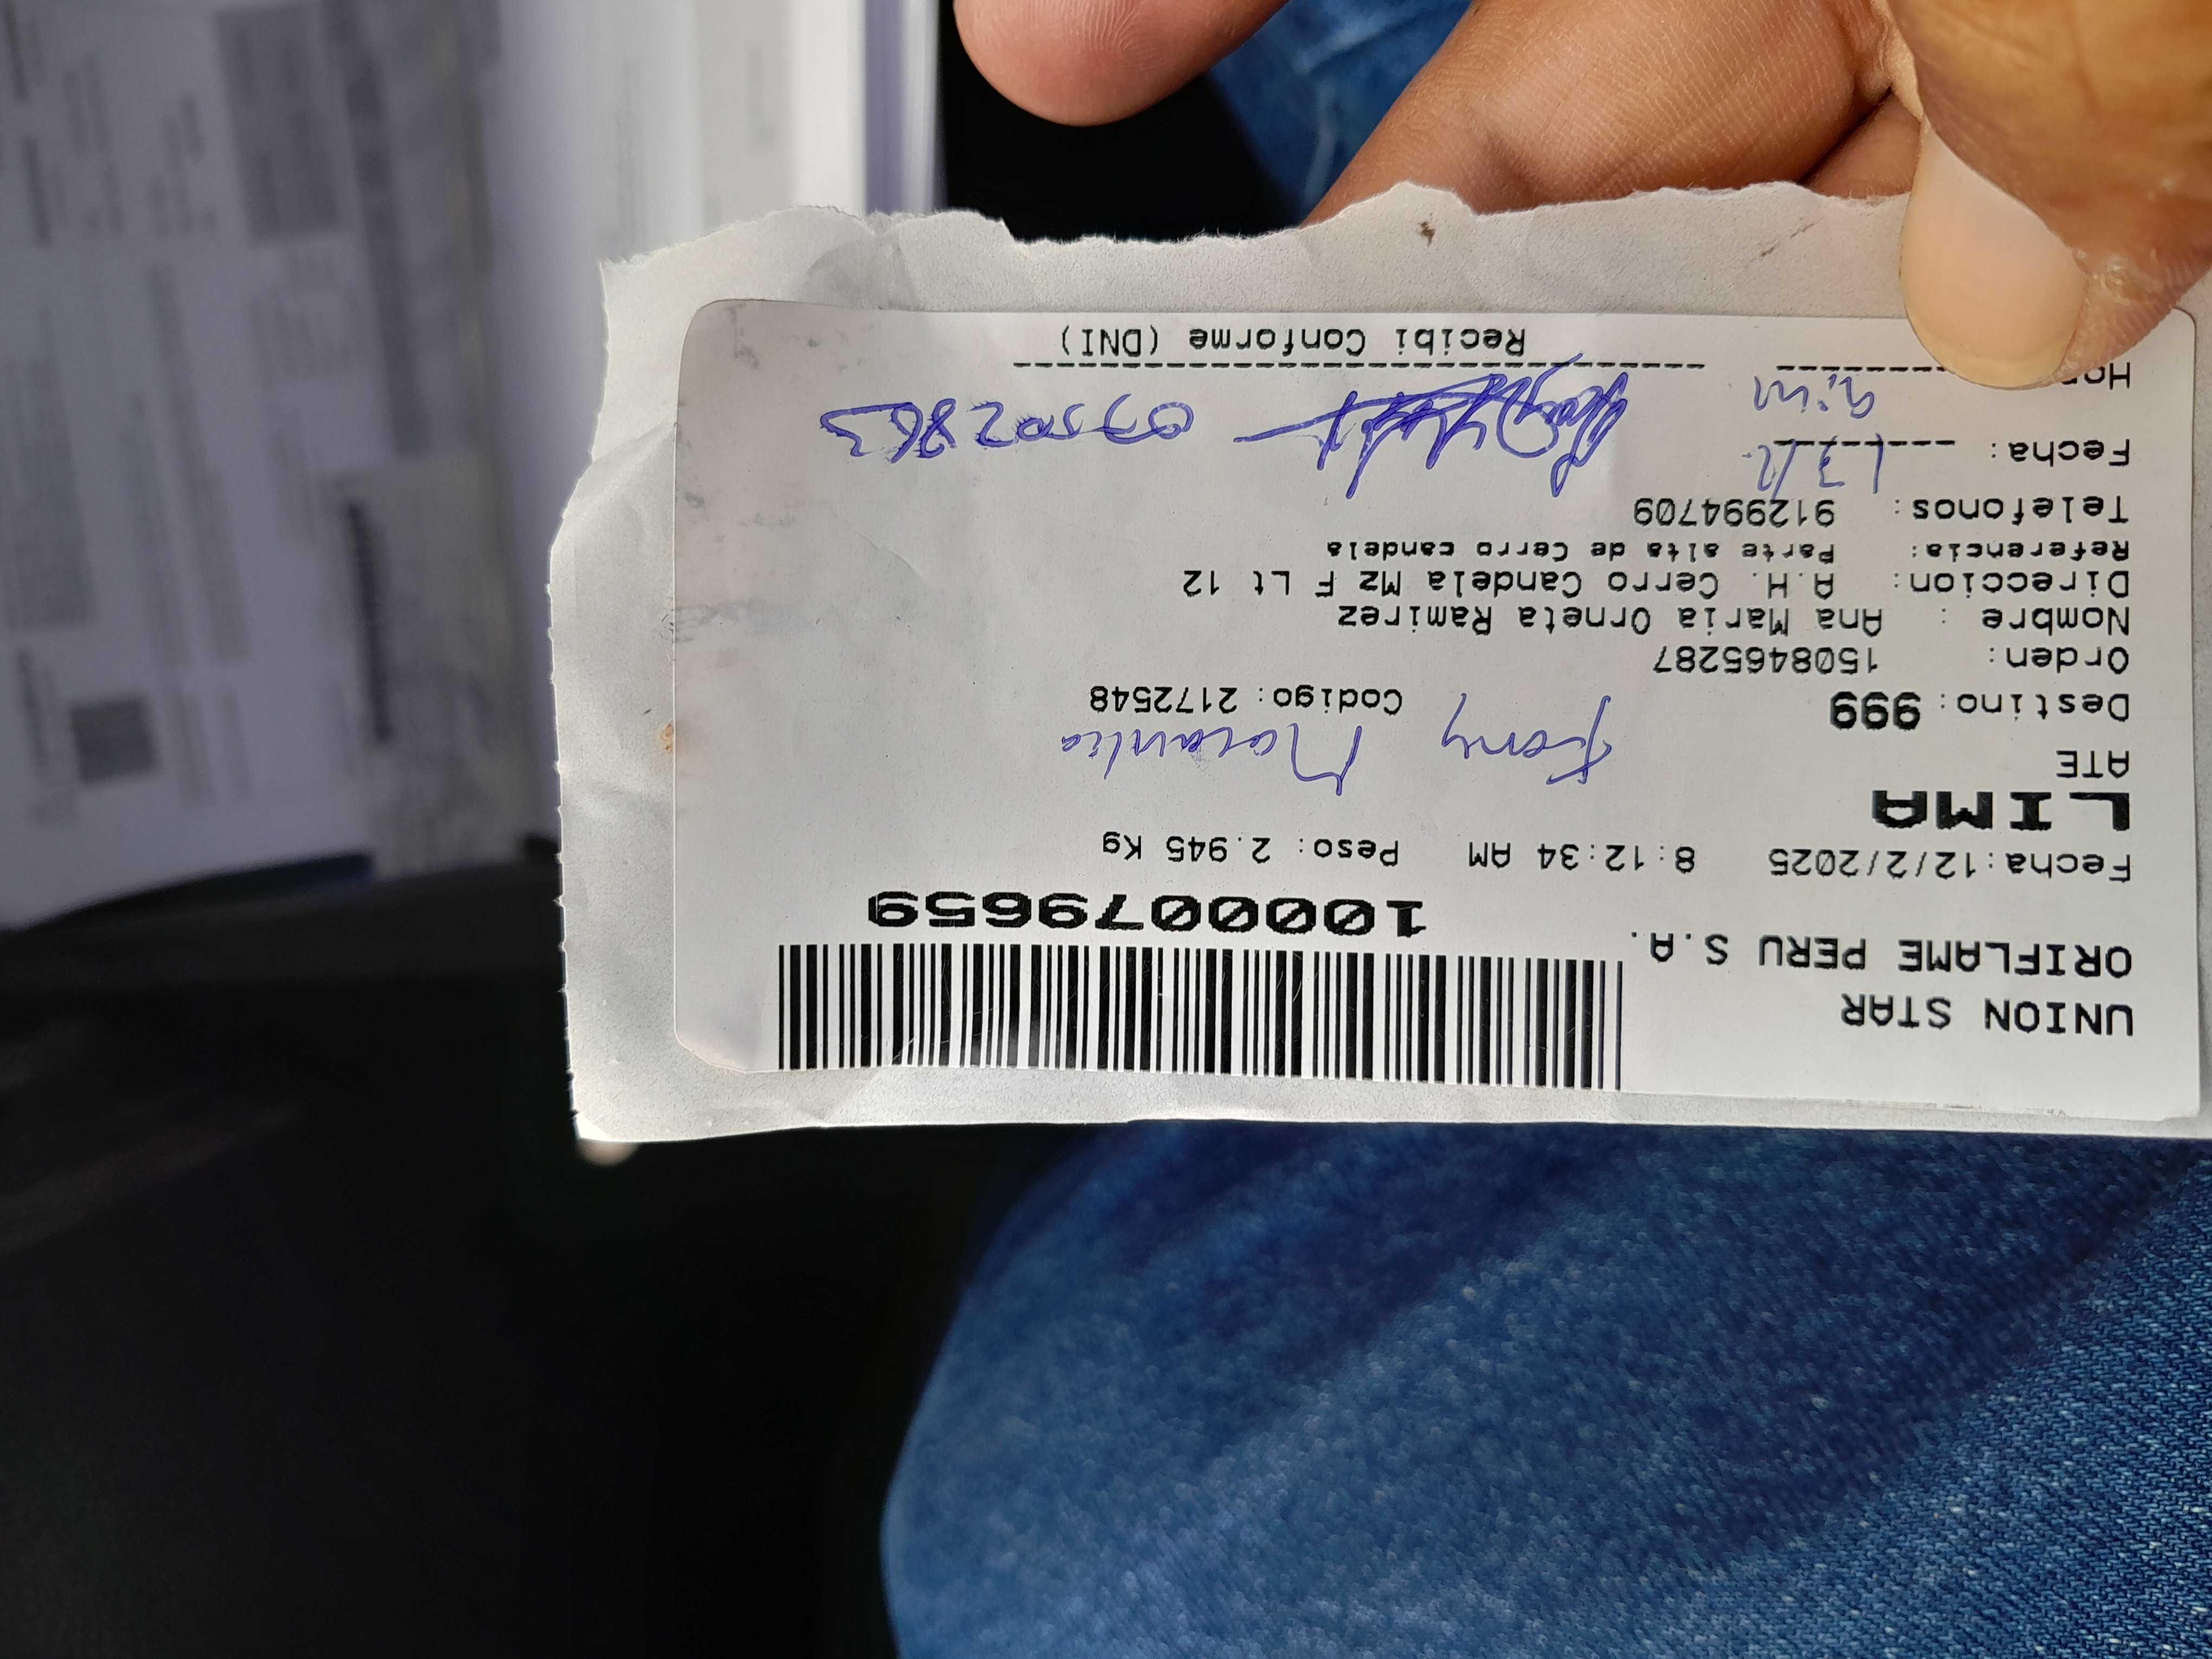 UNION STAR
ORIFLAME PERU S.A.
1000079659
Fecha:12/2/2025 8:12:34 AM Peso: 2.945 Kg
LIMA
ATE
Destino: 999 Codigo: 2172548
Orden: 1508465287
Nombre : Ana Maria Orneta Ramirez
Direccion: A.H. Cerro Candela Mz F Lt 12
Referencia: Parte alta de Cerro candela
Telefonos: 912994709
Fecha:
Recibi Conforme (DNI)